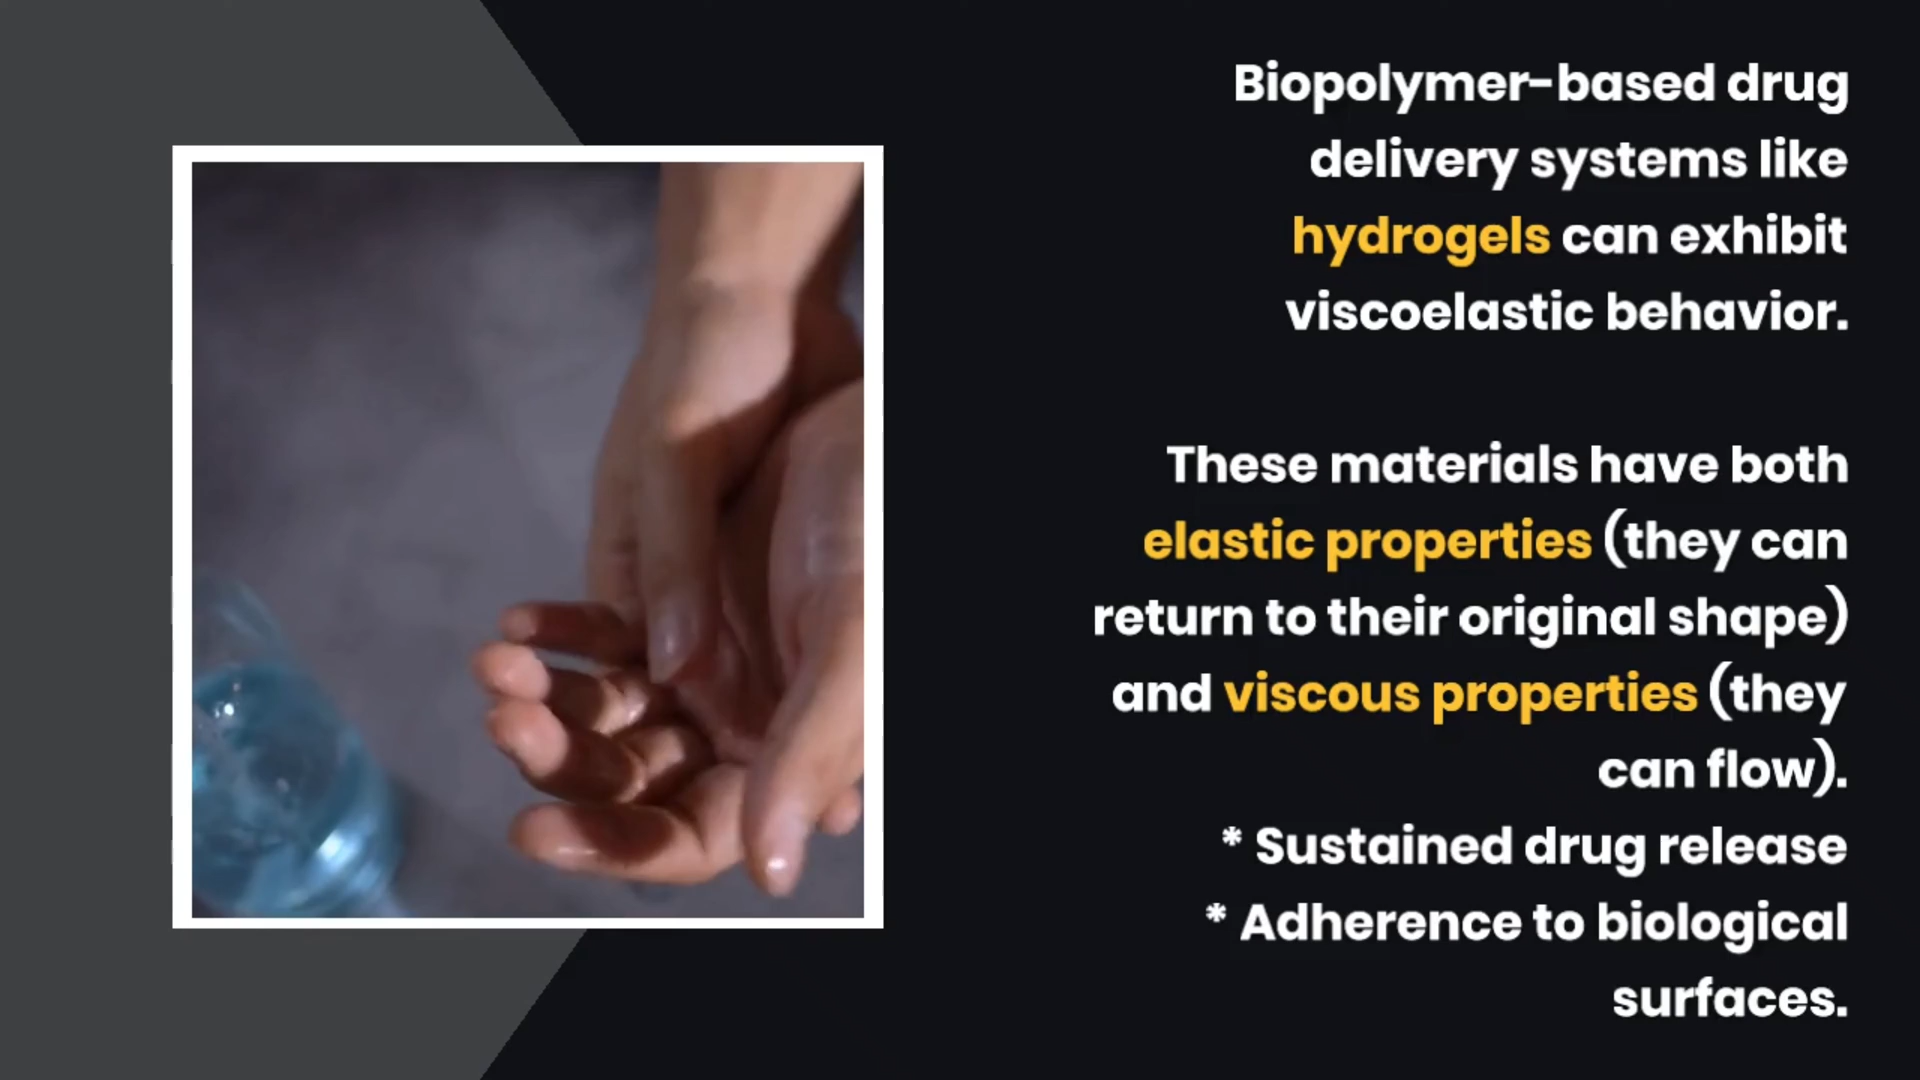 Biopolymer-based drug
delivery systems like
hydrogels can exhibit
viscoelastic behavior.
These materials have both
elastic properties (they can
return to their original shape)
and viscous properties (they
can flow).
* Sustained drug release
* Adherence to biological
surfaces.